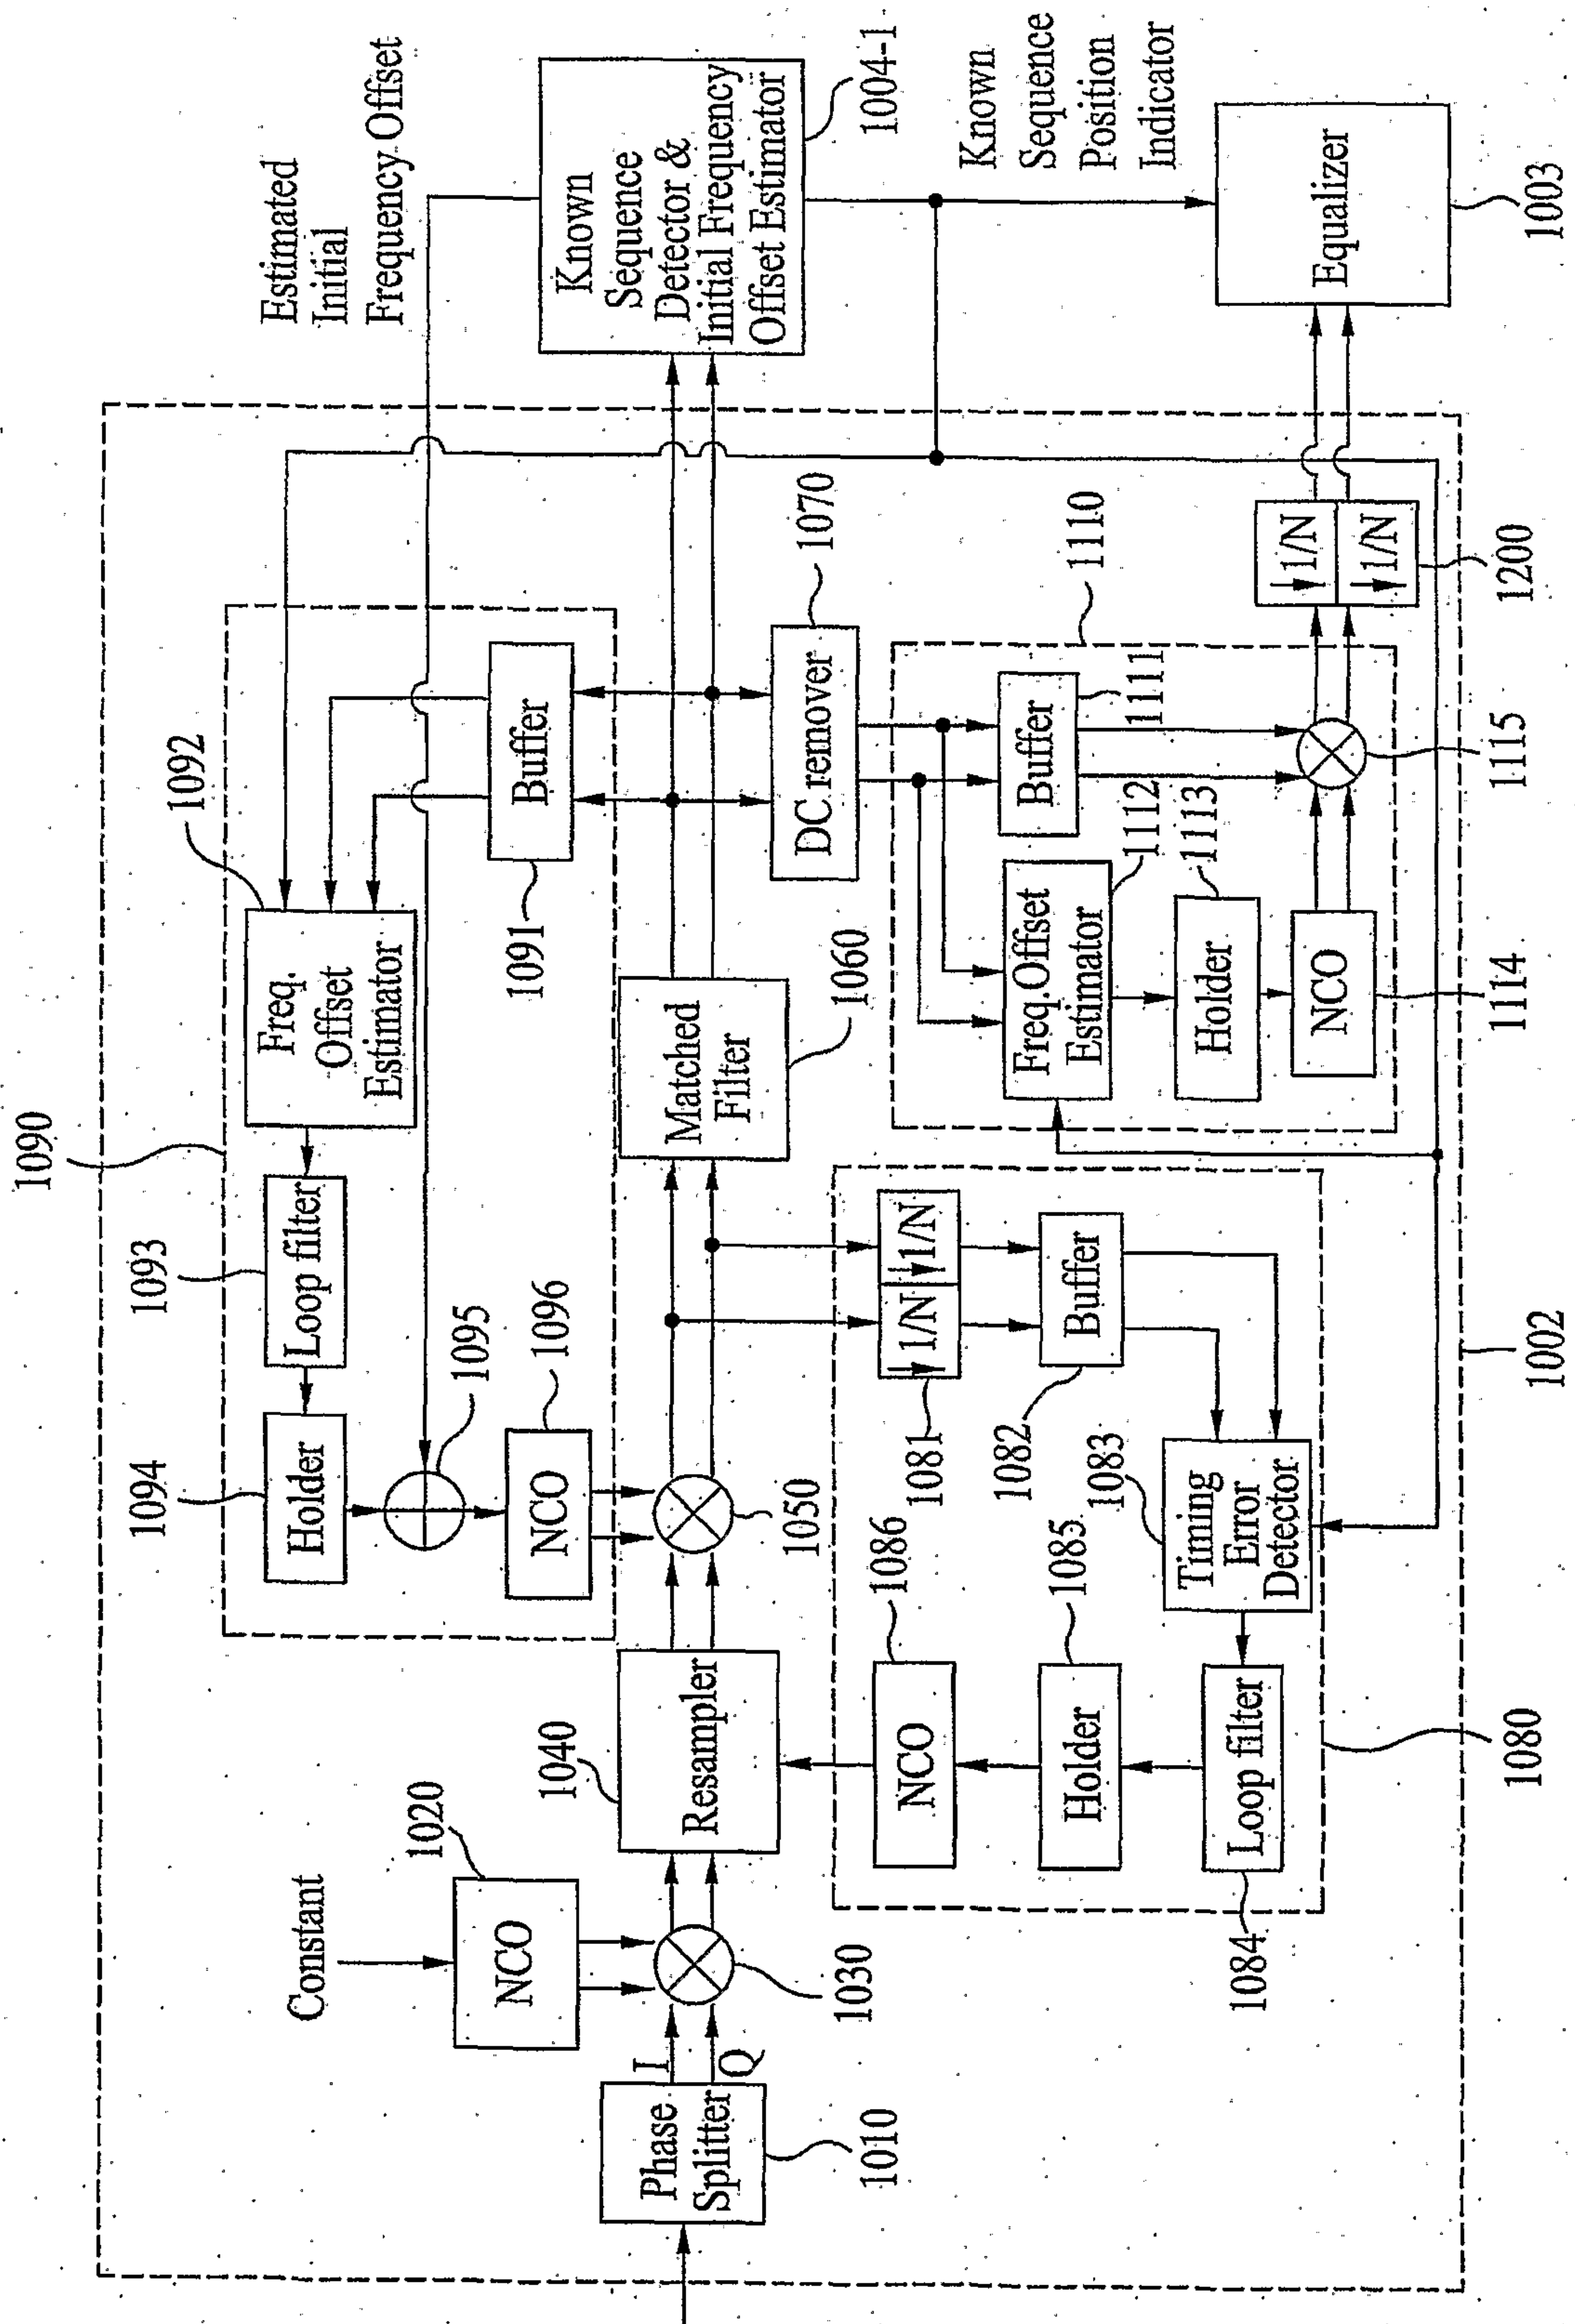 1090
1094
Holder
1093
Loop filter
1092
Freq.
Offset
Estimator
Estimated
Initial
Frequency Offset
Constant
1020
NCO
1095
1096
NCO
1091
Buffer
Known
Sequence
Detector &
Initial Frequency
Offset Estimator
1004-1
Phase
Splitter
1010
I
Q
1030
1040
Resampler
1050
Matched
Filter
1060
DC remover
1070
Known
Sequence
Position
Indicator
1086
NCO
1085
Holder
1084
Loop filter
1083
Timing
Error
Detector
1081
1/N
1/N
1082
Buffer
1080
1110
Buffer
1111
Freq.Offset
Estimator
1112
Holder
1113
NCO
1114
1115
1/N
1/N
1200
Equalizer
1003
1002